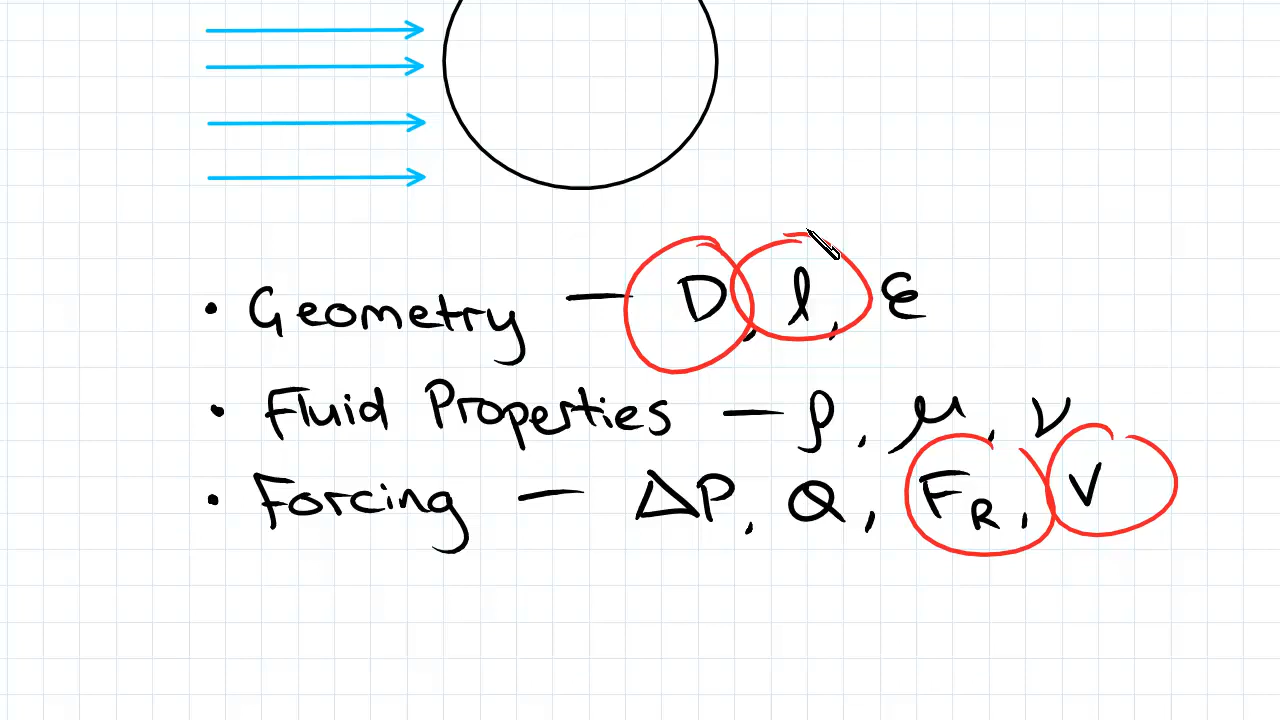 • Geometry — D, l, ε
• Fluid Properties — ρ, μ, ν
• Forcing — ΔP, Q, F_R, V